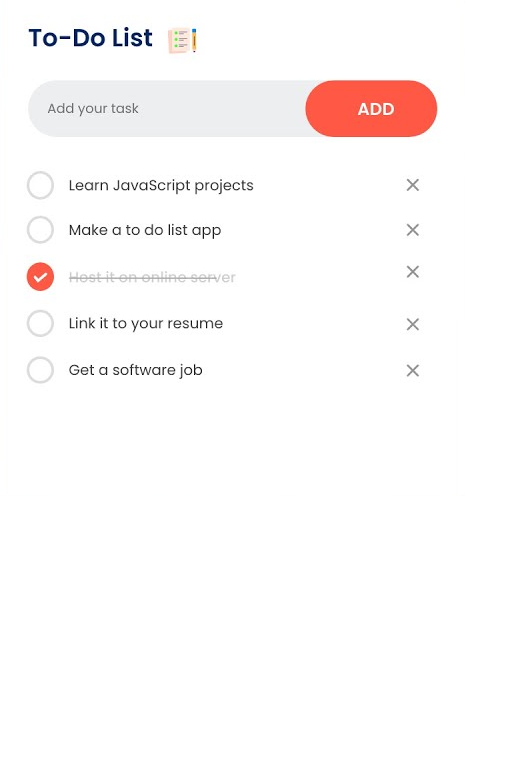 To-Do List
Add your task
ADD
Learn JavaScript projects
Make a to do list app
Host it on online server
Link it to your resume
Get a software job